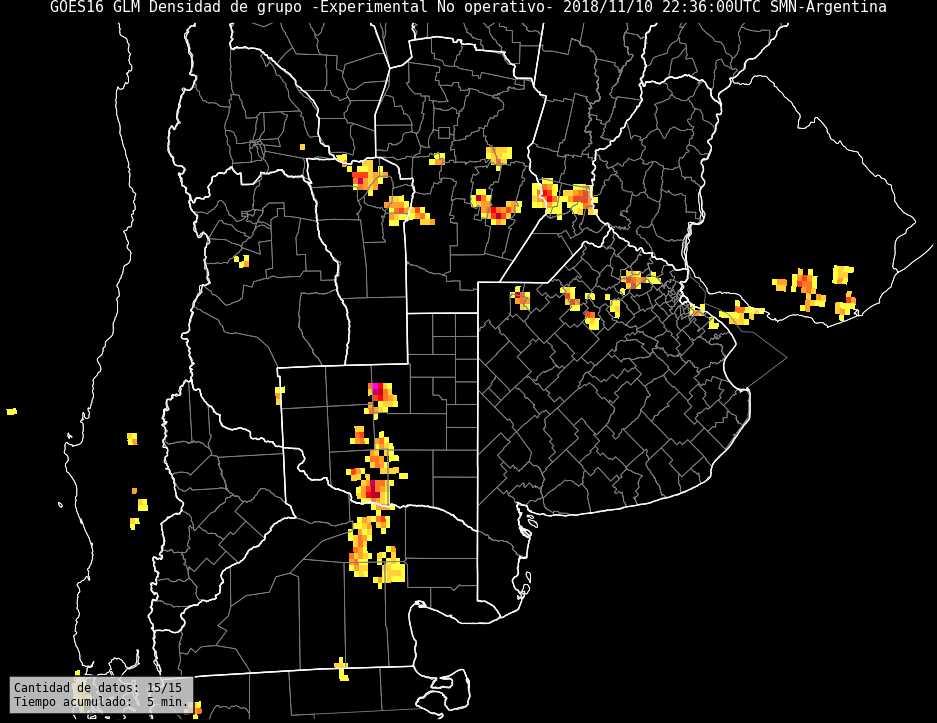 GOES16 GLM Densidad de grupo -Experimental No operativo- 2018/11/10 22:36:00UTC SMN-Argentina
Cantidad de datos: 15/15
Tiempo acumulado:  5 min.